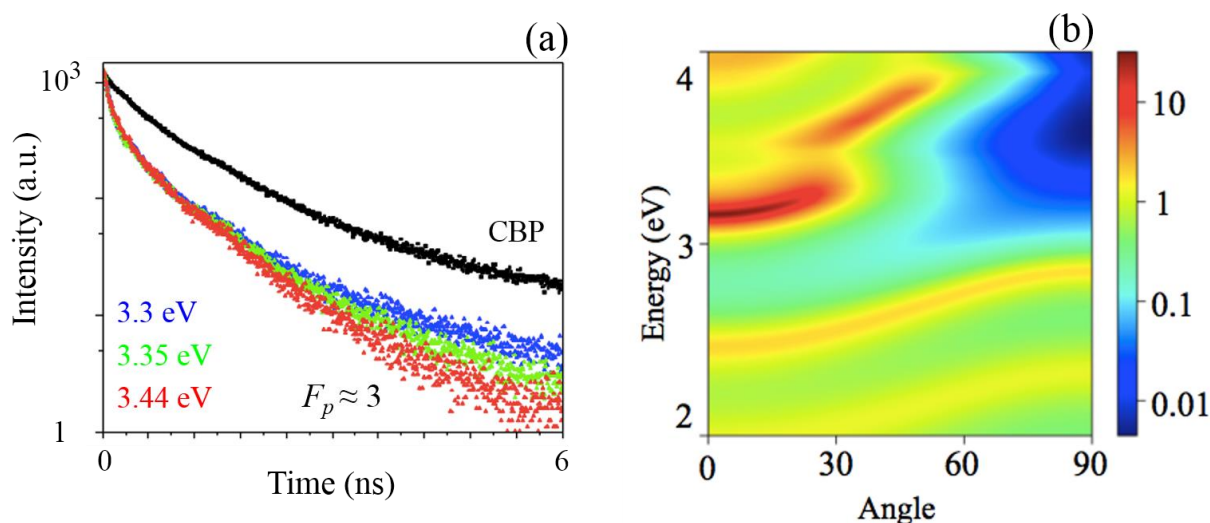 (a)
10³
Intensity (a.u.)
CBP
3.3 eV
3.35 eV
3.44 eV
Fₚ ≈ 3
1
0
6
Time (ns)
(b)
4
3
2
Energy (eV)
0
30
60
90
Angle
10
1
0.1
0.01